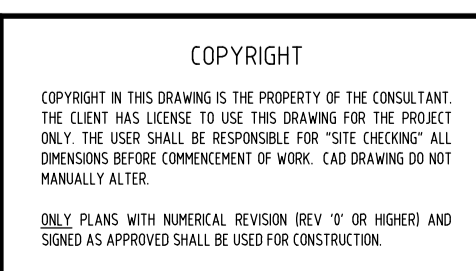 COPYRIGHT
COPYRIGHT IN THIS DRAWING IS THE PROPERTY OF THE CONSULTANT.
THE CLIENT HAS LICENSE TO USE THIS DRAWING FOR THE PROJECT
ONLY. THE USER SHALL BE RESPONSIBLE FOR "SITE CHECKING" ALL
DIMENSIONS BEFORE COMMENCEMENT OF WORK. CAD DRAWING DO NOT
MANUALLY ALTER.
ONLY PLANS WITH NUMERICAL REVISION (REV '0' OR HIGHER) AND
SIGNED AS APPROVED SHALL BE USED FOR CONSTRUCTION.